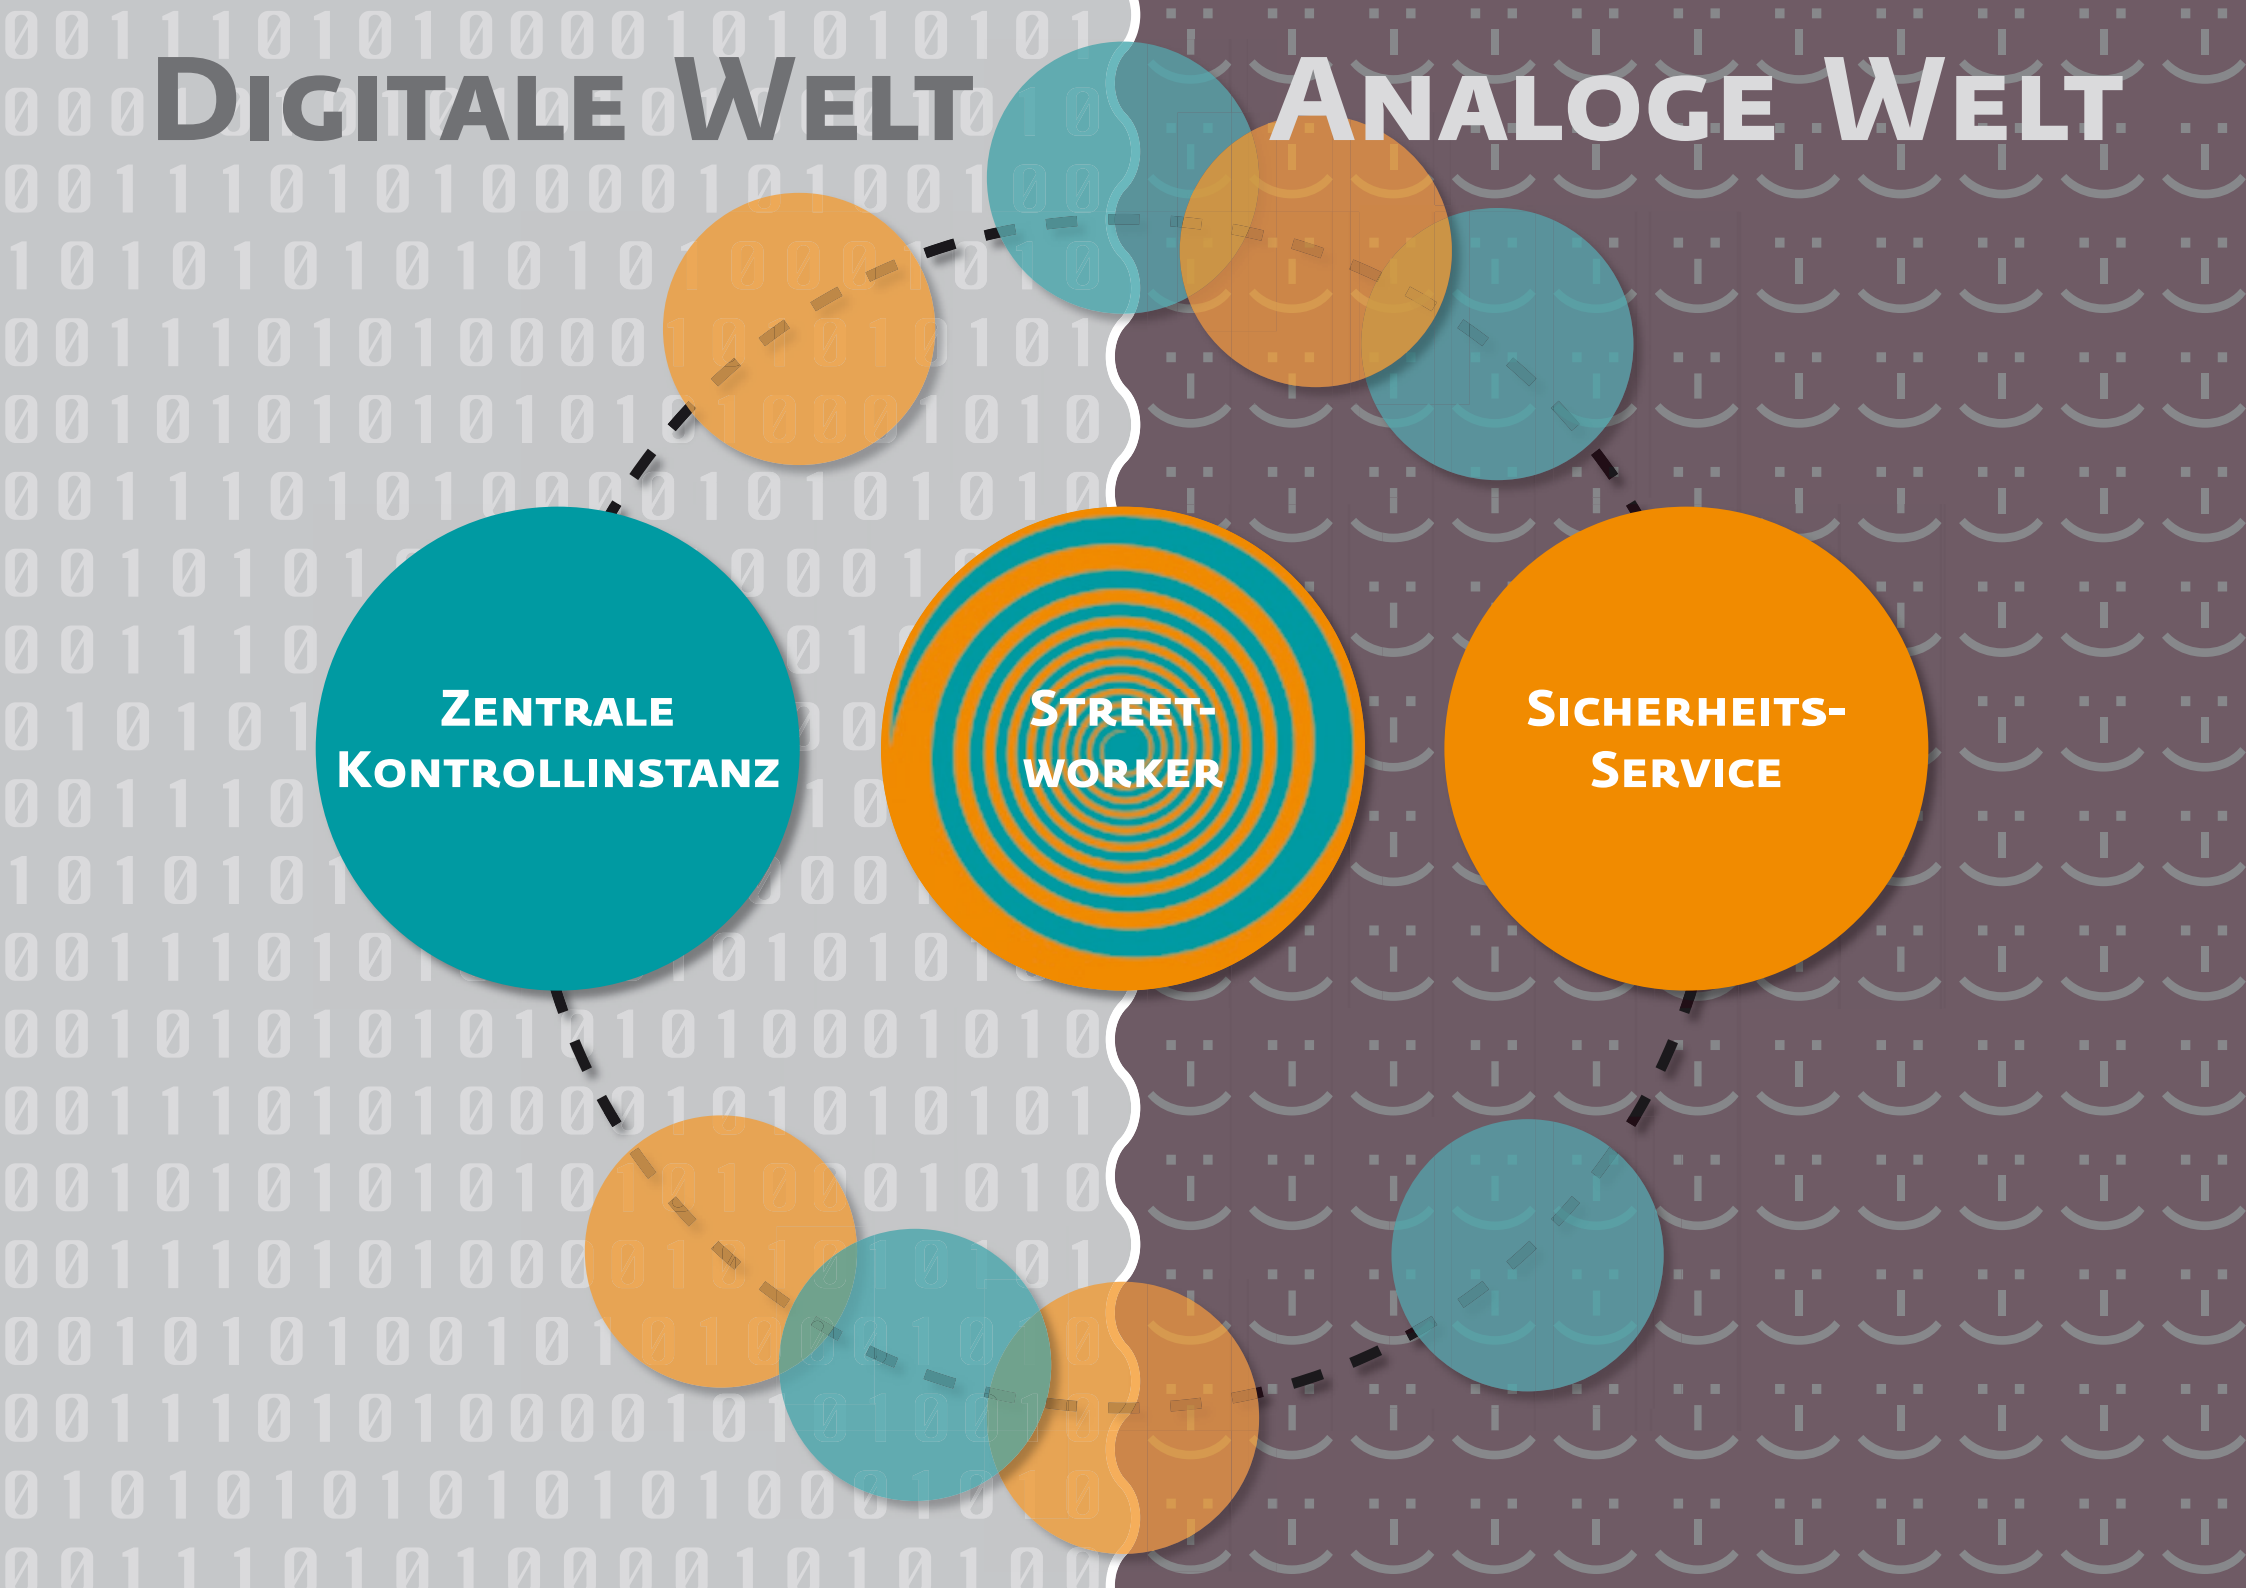 DIGITALE WELT
ANALOGE WELT
ZENTRALE
KONTROLLINSTANZ
STREET-
WORKER
SICHERHEITS-
SERVICE